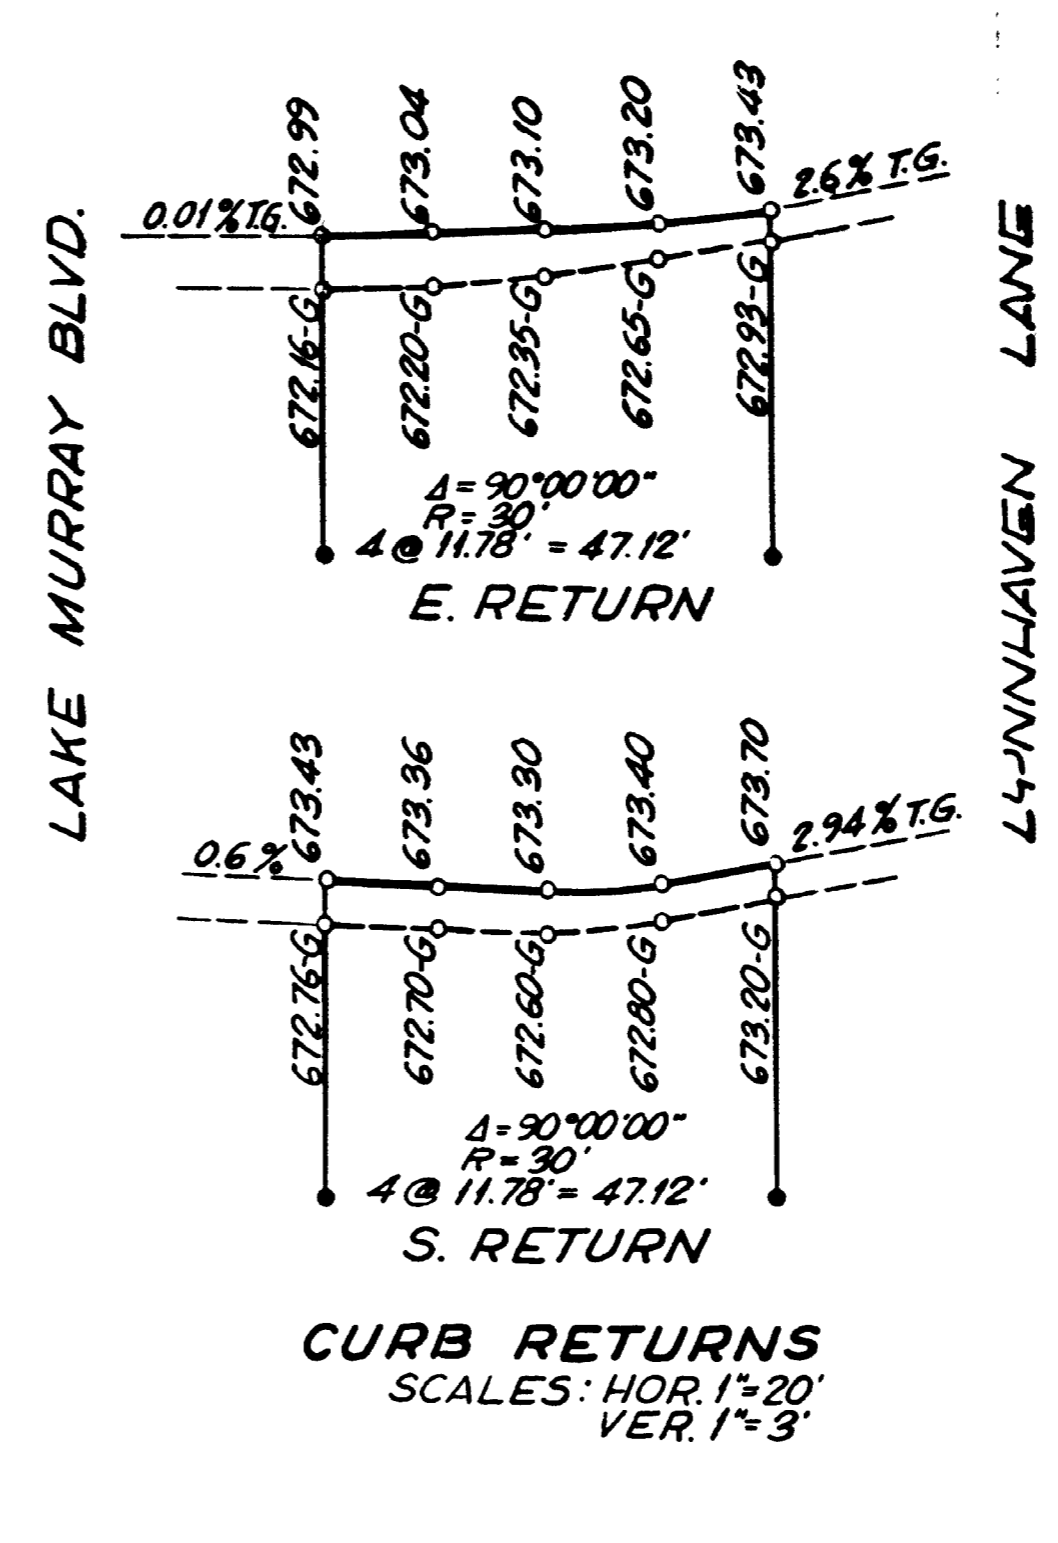 LAKE MURRAY BLVD.
672.99
673.04
673.10
673.20
673.43
0.01% T.G.
2.6% T.G.
672.16-G
672.20-G
672.35-G
672.65-G
672.93-G
Δ = 90°00'00"
R = 30'
4 @ 11.78' = 47.12'
E. RETURN
673.43
673.36
673.30
673.40
673.70
0.6%
2.94% T.G.
672.76-G
672.70-G
672.60-G
672.80-G
673.20-G
Δ = 90°00'00"
R = 30'
4 @ 11.78' = 47.12'
S. RETURN
LYNNHAVEN LANE
CURB RETURNS
SCALES: HOR. 1"=20'
VER. 1"=3'